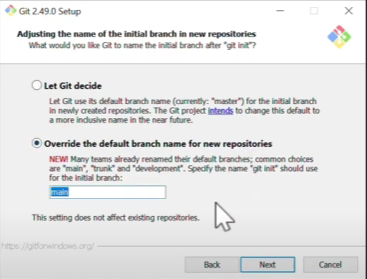 Git 2.49.0 Setup
Adjusting the name of the initial branch in new repositories
What would you like Git to name the initial branch after "git init"?
Let Git decide
Let Git use its default branch name (currently: "master") for the initial branch
in newly created repositories. The Git project intends to change this default to
a more inclusive name in the near future.
Override the default branch name for new repositories
NEW! Many teams already renamed their default branches; common choices
are "main", "trunk" and "development". Specify the name "git init" should use
for the initial branch:
main
This setting does not affect existing repositories.
https://gitforwindows.org/
Back
Next
Cancel